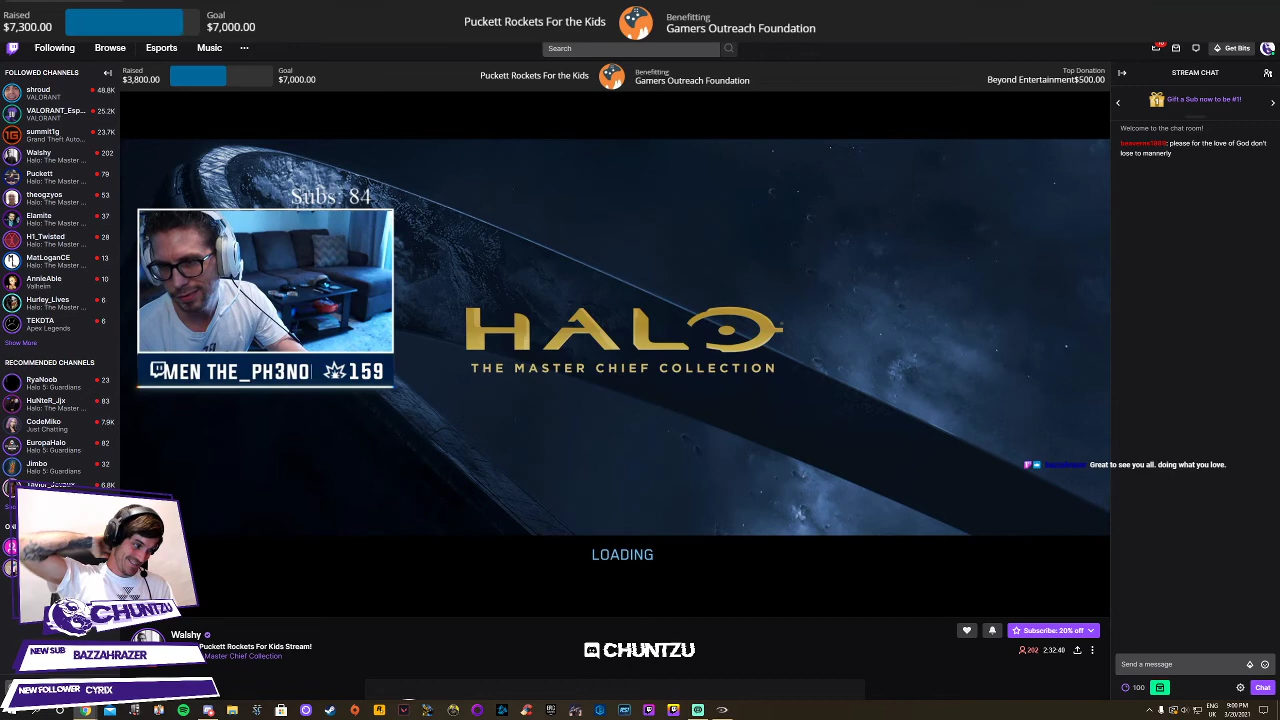 Raised
$7,300.00
Goal
$7,000.00
Puckett Rockets For the Kids
Benefitting
Gamers Outreach Foundation
Following
Browse
Esports
Music
Search
Get Bits
FOLLOWED CHANNELS
shroud
48.8K
VALORANT
VALORANT_Esp...
25.2K
VALORANT
summit1g
23.7K
Grand Theft Auto...
Walshy
202
Halo: The Master ...
Puckett
79
Halo: The Master ...
theogzyos
53
Halo: The Master ...
Elamite
37
Halo: The Master ...
H1_Twisted
28
Halo: The Master ...
MatLoganCE
13
Halo: The Master ...
AnnieAble
10
Valheim
Hurley_Lives
6
Halo: The Master ...
TEKDTA
6
Apex Legends
Show More
RECOMMENDED CHANNELS
RyaNoob
23
Halo 5: Guardians
HuNteR_Jjx
83
Halo: The Master ...
CodeMiko
7.9K
Just Chatting
EuropaHalo
82
Halo 5: Guardians
Jimbo
32
Halo 5: Guardians
6.8K
Raised
$3,800.00
Goal
$7,000.00
Puckett Rockets For the Kids
Benefitting
Gamers Outreach Foundation
Top Donation
Beyond Entertainment$500.00
Subs: 84
MEN THE_PH3NO
159
HALO
THE MASTER CHIEF COLLECTION
LOADING
STREAM CHAT
Gift a Sub now to be #1!
Welcome to the chat room!
beaverns1989: please for the love of God don't
lose to mannerly
Great to see you all. doing what you love.
CHUNTZU
NEW SUB
BAZZAHRAZER
NEW FOLLOWER
CYRIX
Walshy
Puckett Rockets For Kids Stream!
Master Chief Collection
CHUNTZU
Subscribe: 20% off
202
2:32:40
Send a message
100
Chat
ENG
UK
9:00 PM
3/20/2021